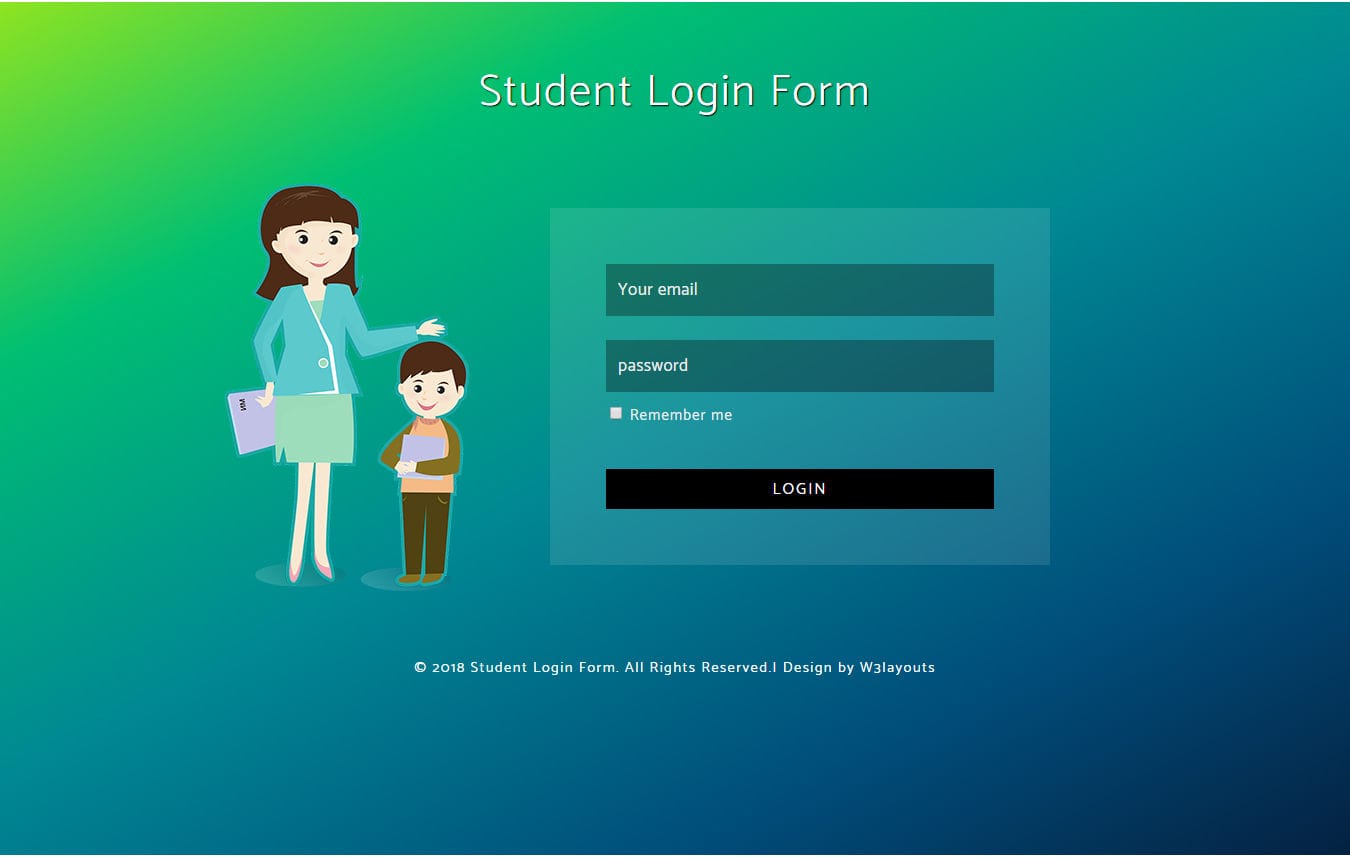 Student Login Form
Your email
password
Remember me
LOGIN
© 2018 Student Login Form. All Rights Reserved.| Design by W3layouts